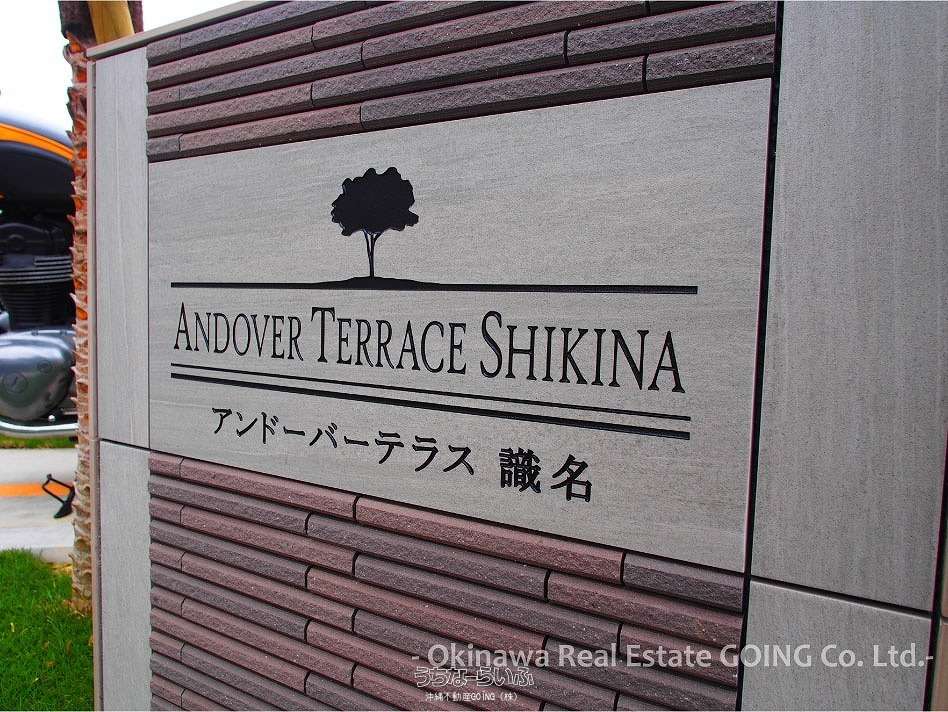 ANDOVER TERRACE SHIKINA
アンドーバーテラス 識名
- Okinawa Real Estate GOING Co. Ltd.-
うちなーらいふ
沖縄不動産GOING（株）